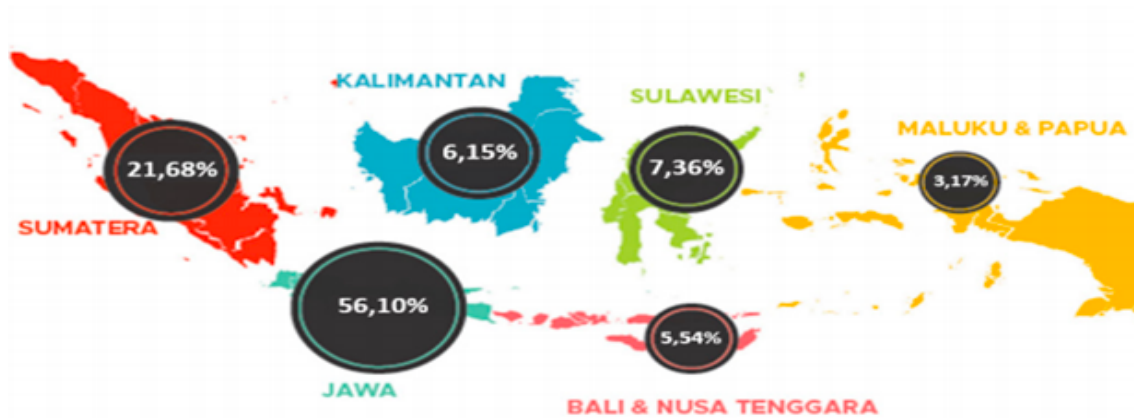 KALIMANTAN
SULAWESI
MALUKU & PAPUA
21,68%
6,15%
7,36%
3,17%
SUMATERA
56,10%
5,54%
JAWA
BALI & NUSA TENGGARA